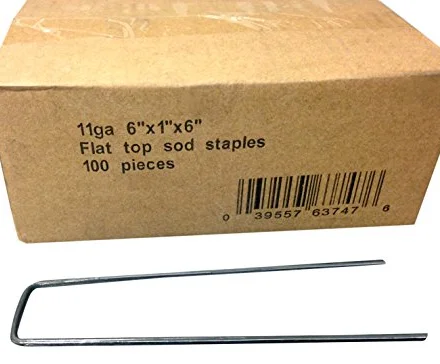 11ga 6"x1"x6"
Flat top sod staples
100 pieces
0 39557 63747 6